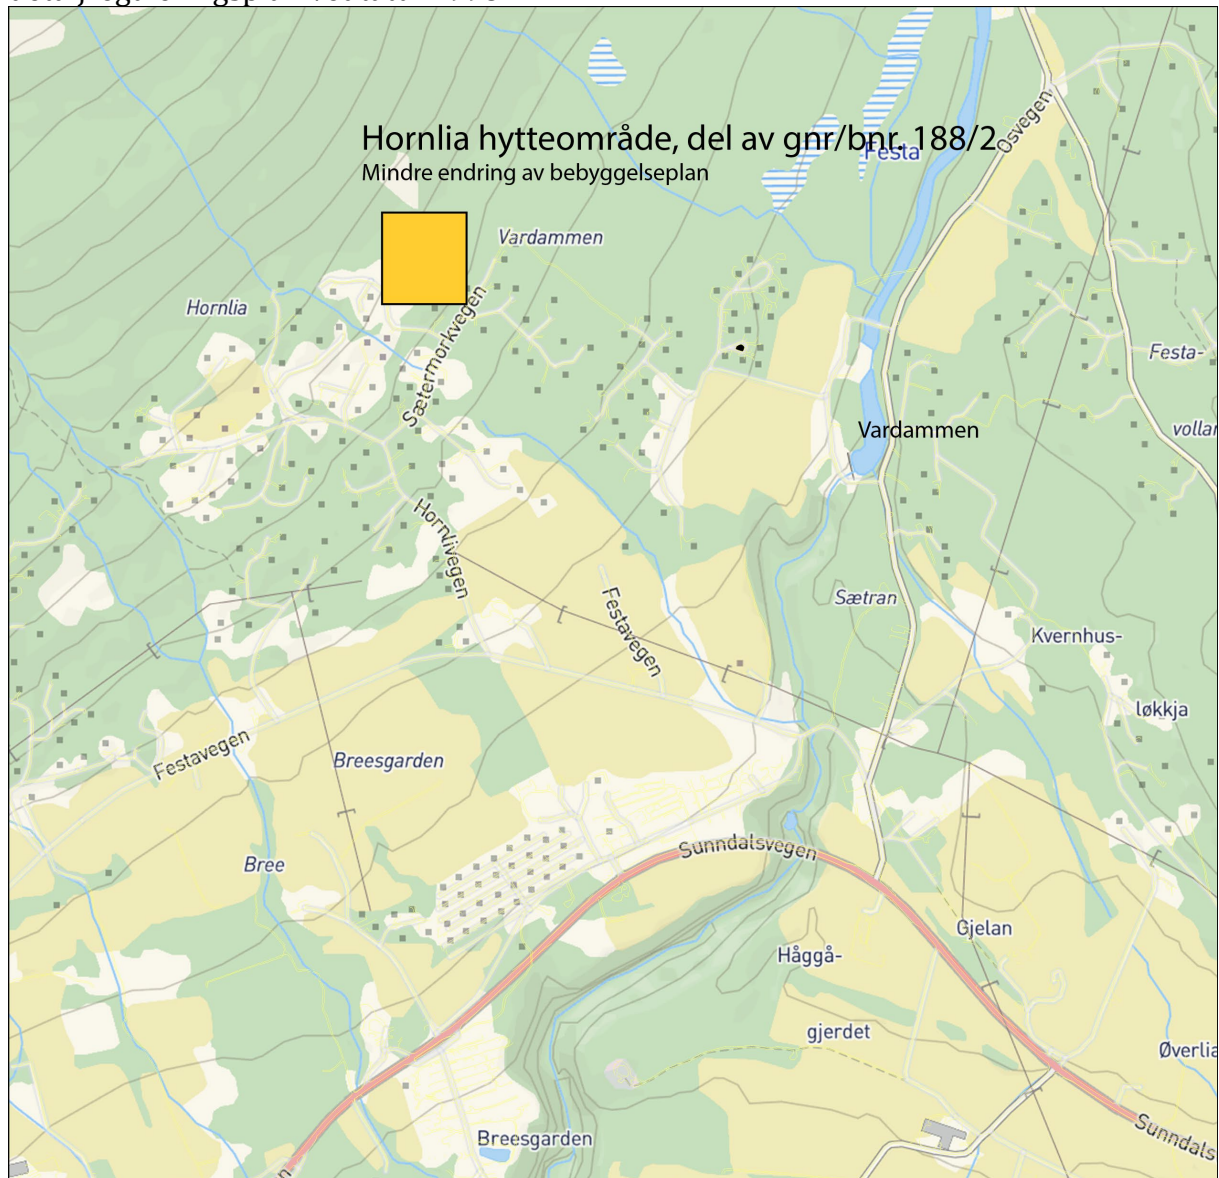 Hornlia hytteområde, del av gnr/bnr. 188/2
Mindre endring av bebyggelseplan
Festa
Osvegen
Vardammen
Hornlia
Sætermorkvegen
Festa-
vollar
Vardammen
Hornlivegen
Festavegen
Sætran
Kvernhus-
løkkja
Festavegen
Breesgarden
Bree
Sunndalsvegen
Gjelan
Håggå-
gjerdet
Øverlia
Breesgarden
Sunndals
n